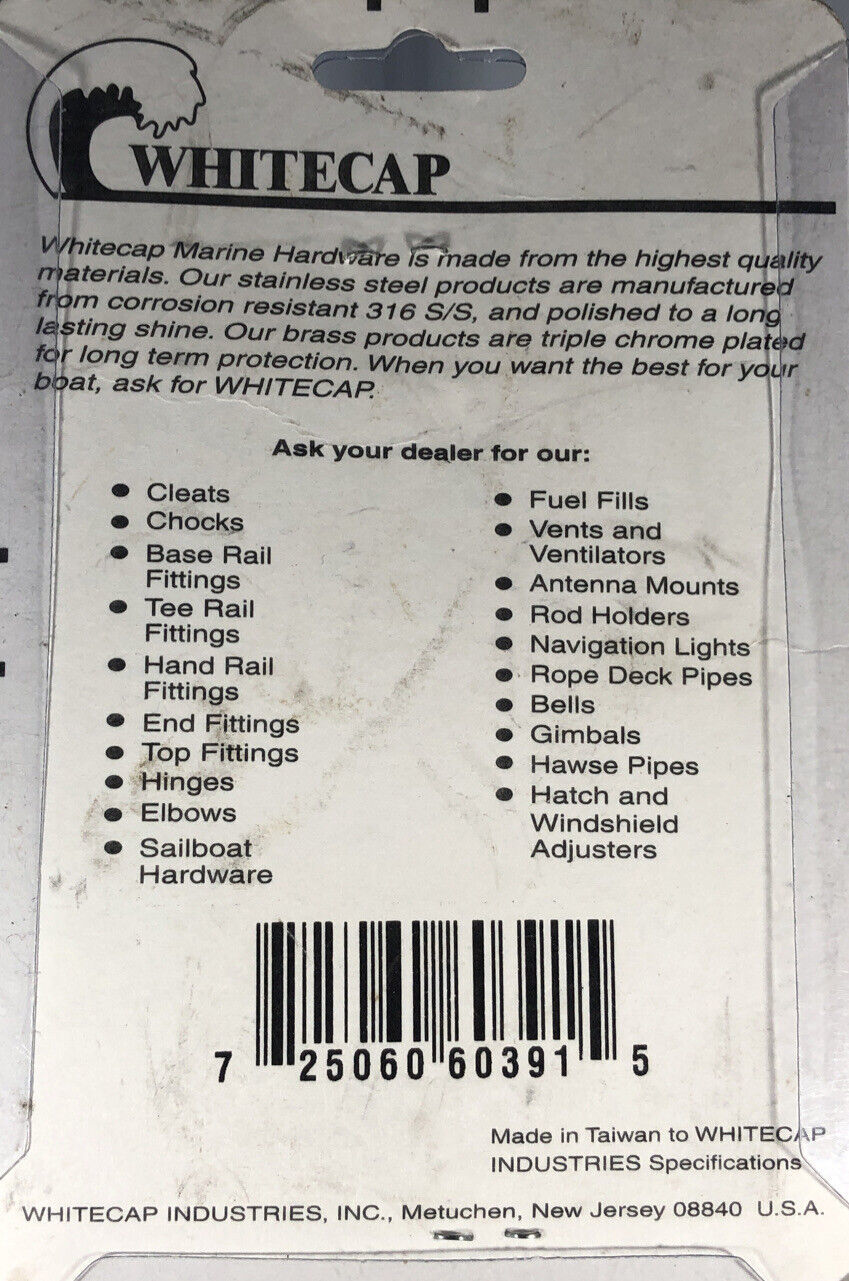 WHITECAP
Whitecap Marine Hardware is made from the highest quality
materials. Our stainless steel products are manufactured
from corrosion resistant 316 S/S, and polished to a long
lasting shine. Our brass products are triple chrome plated
for long term protection. When you want the best for your
boat, ask for WHITECAP.
Ask your dealer for our:
• Cleats
• Chocks
• Base Rail
Fittings
• Tee Rail
Fittings
• Hand Rail
Fittings
• End Fittings
• Top Fittings
• Hinges
• Elbows
• Sailboat
Hardware
• Fuel Fills
• Vents and
Ventilators
• Antenna Mounts
• Rod Holders
• Navigation Lights
• Rope Deck Pipes
• Bells
• Gimbals
• Hawse Pipes
• Hatch and
Windshield
Adjusters
7 25060 60391 5
Made in Taiwan to WHITECAP
INDUSTRIES Specifications
WHITECAP INDUSTRIES, INC., Metuchen, New Jersey 08840 U.S.A.